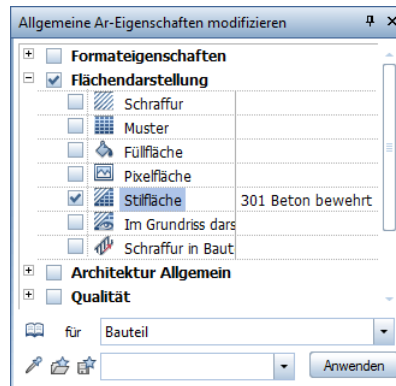 Allgemeine Ar-Eigenschaften modifizieren
Formateigenschaften
Flächendarstellung
Schraffur
Muster
Füllfläche
Pixelfläche
Stilfläche 301 Beton bewehrt
Im Grundriss dars
Schraffur in Baut
Architektur Allgemein
Qualität
für Bauteil
Anwenden